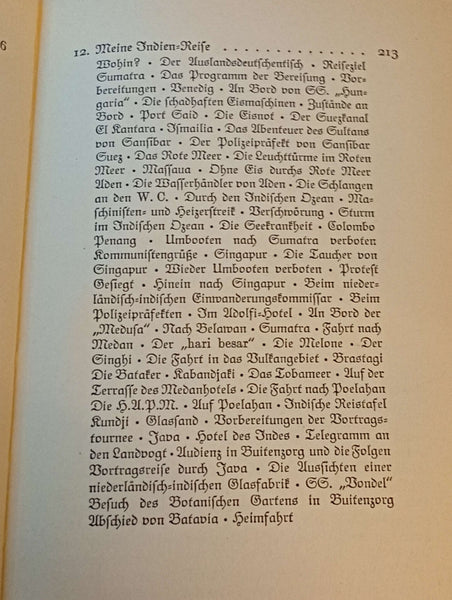 6
12. Meine Indien-Reise . . . . . . . . . . . . 213
Wohin? • Der Auslandsdeutschentisch • Reiseziel
Sumatra • Das Programm der Bereisung • Vor-
bereitungen • Venedig • An Bord von SS. „Hun-
garia“ • Die schadhaften Eismaschinen • Zustände an
Bord • Port Said • Die Eisnot • Der Suezkanal
El Kantara • Ismailia • Das Abenteuer des Sultans
von Sansibar • Der Polizeipräfekt von Sansibar
Suez • Das Rote Meer • Die Leuchttürme im Roten
Meer • Massaua • Ohne Eis durchs Rote Meer
Aden • Die Wasserhändler von Aden • Die Schlangen
an den W. C. • Durch den Indischen Ozean • Ma-
schinisten- und Heizerstreik • Verschwörung • Sturm
im Indischen Ozean • Die Seekrankheit • Colombo
Penang • Umbooten nach Sumatra verboten
Kommunistengrüße • Singapur • Die Taucher von
Singapur • Wieder Umbooten verboten • Protest
Gesiegt • Hinein nach Singapur • Beim nieder-
ländisch-indischen Einwanderungskommissar • Beim
Polizeipräfekten • Im Adolfi-Hotel • An Bord der
„Medusa“ • Nach Belawan • Sumatra • Fahrt nach
Medan • Der „hari besar“ • Die Melone • Der
Singhi • Die Fahrt in das Vulkangebiet • Brastagi
Die Bataker • Kabandjaki • Das Tobameer • Auf der
Terrasse des Medanhotels • Die Fahrt nach Poelahan
Die H.A.P.M. • Auf Poelahan • Indische Reistafel
Kundji • Glassand • Vorbereitungen der Vortrags-
tournee • Java • Hotel des Indes • Telegramm an
den Landvogt • Audienz in Buitenzorg und die Folgen
Vortragsreise durch Java • Die Aussichten einer
niederländisch-indischen Glasfabrik • SS. „Vondel“
Besuch des Botanischen Gartens in Buitenzorg
Abschied von Batavia • Heimfahrt